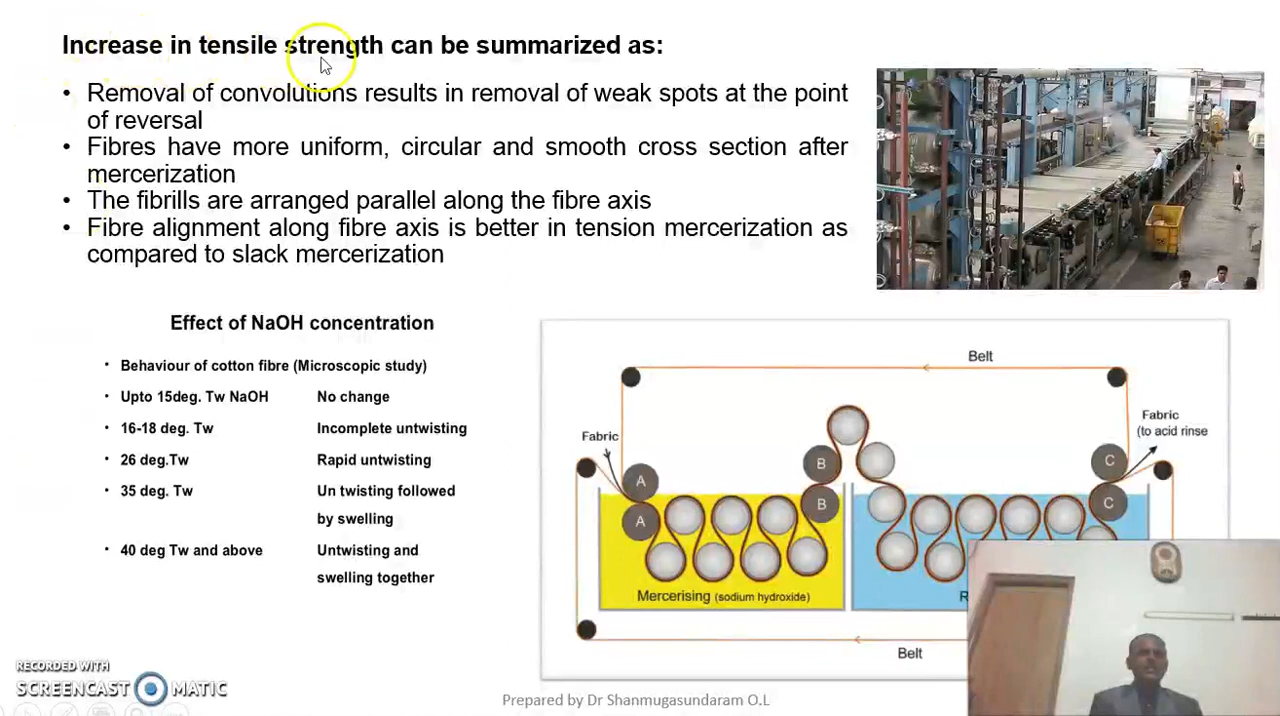 Increase in tensile strength can be summarized as:
• Removal of convolutions results in removal of weak spots at the point
of reversal
• Fibres have more uniform, circular and smooth cross section after
mercerization
• The fibrills are arranged parallel along the fibre axis
• Fibre alignment along fibre axis is better in tension mercerization as
compared to slack mercerization
Effect of NaOH concentration
• Behaviour of cotton fibre (Microscopic study)
• Upto 15deg. Tw NaOH No change
• 16-18 deg. Tw Incomplete untwisting
• 26 deg.Tw Rapid untwisting
• 35 deg. Tw Un twisting followed
by swelling
• 40 deg Tw and above Untwisting and
swelling together
Belt
Fabric
Fabric
(to acid rinse
A
A
B
B
C
C
Mercerising (sodium hydroxide)
Belt
RECORDED WITH
SCREENCAST MATIC
Prepared by Dr Shanmugasundaram O.L